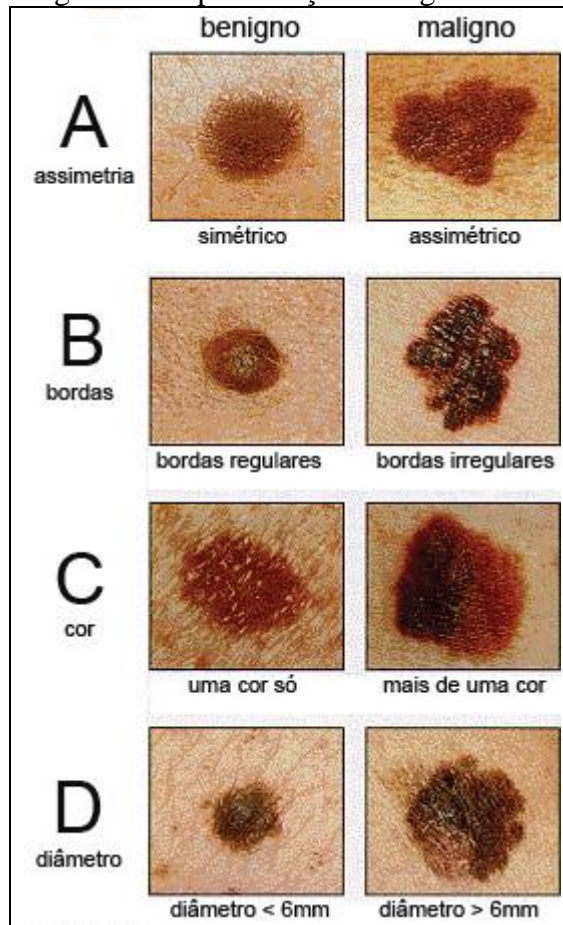 benigno maligno
A
assimetria
simétrico assimétrico
B
bordas
bordas regulares bordas irregulares
C
cor
uma cor só mais de uma cor
D
diâmetro
diâmetro < 6mm diâmetro > 6mm